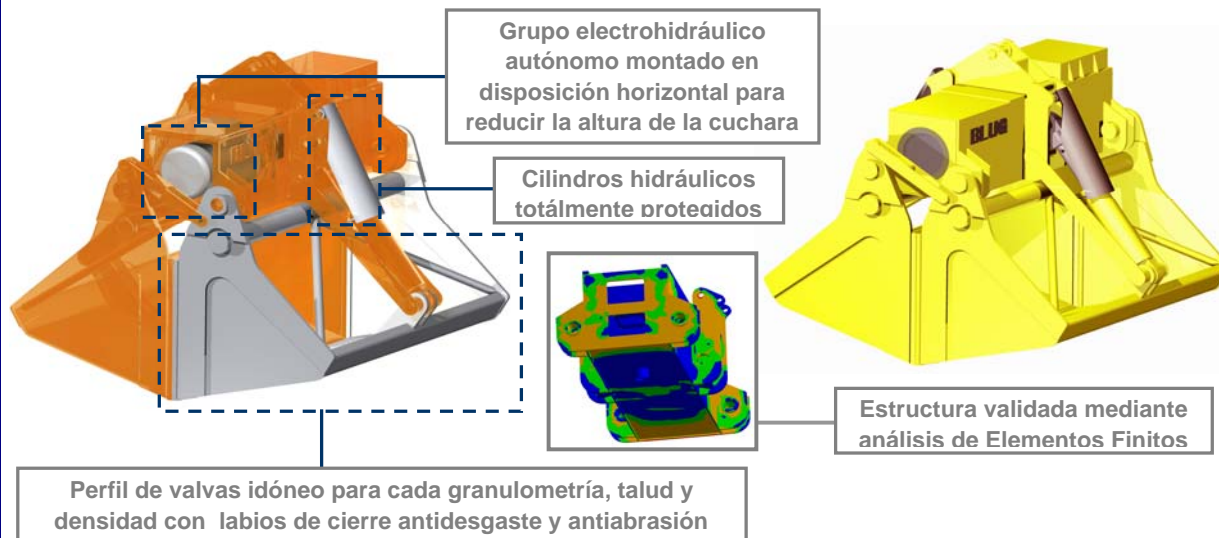 Grupo electrohidráulico
autónomo montado en
disposición horizontal para
reducir la altura de la cuchara
Cilindros hidráulicos
totálmente protegidos
BLUG
Estructura validada mediante
análisis de Elementos Finitos
Perfil de valvas idóneo para cada granulometría, talud y
densidad con labios de cierre antidesgaste y antiabrasión